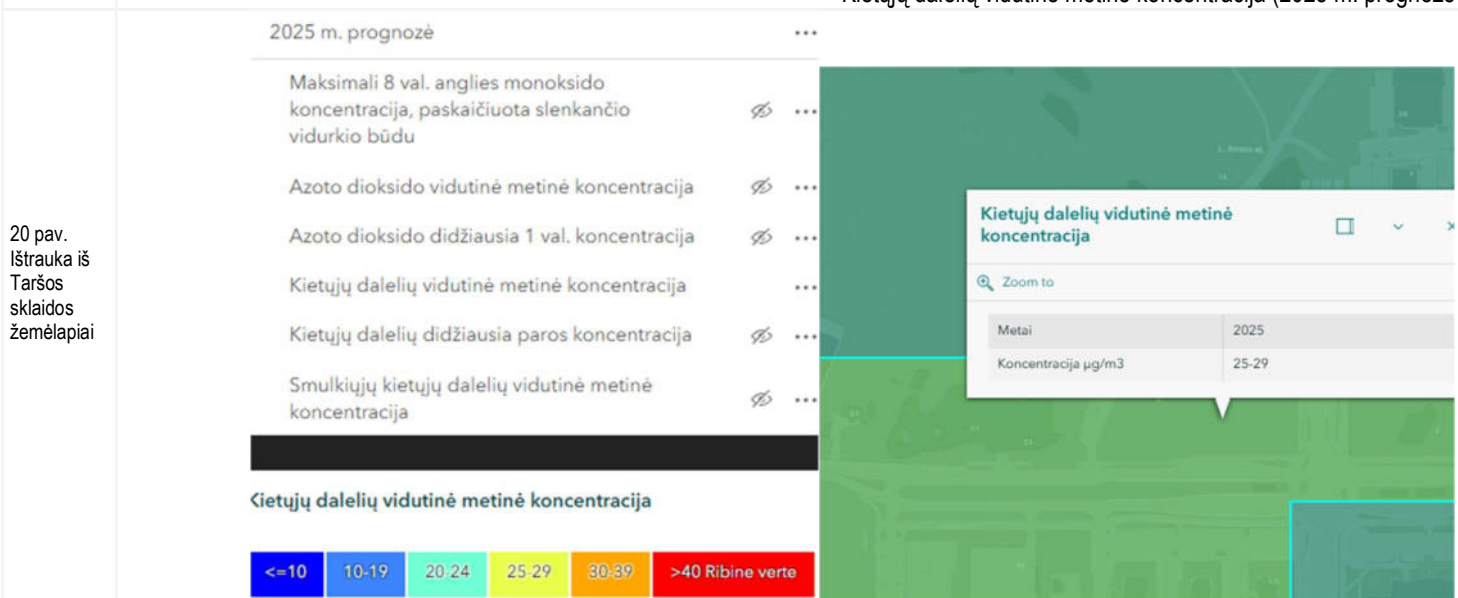 2025 m. prognozė
Maksimali 8 val. anglies monoksido
koncentracija, paskaičiuota slenkančio
vidurkio būdu
Azoto dioksido vidutinė metinė koncentracija
Azoto dioksido didžiausia 1 val. koncentracija
Kietųjų dalelių vidutinė metinė koncentracija
Kietųjų dalelių didžiausia paros koncentracija
Smulkiųjų kietųjų dalelių vidutinė metinė
koncentracija
20 pav.
Ištrauka iš
Taršos
sklaidos
žemėlapiai
Kietųjų dalelių vidutinė metinė koncentracija
<=10 10-19 20-24 25-29 30-39 >40 Ribine verte
Kietųjų dalelių vidutinė metinė
koncentracija
Zoom to
Metai 2025
Koncentracija µg/m3 25-29